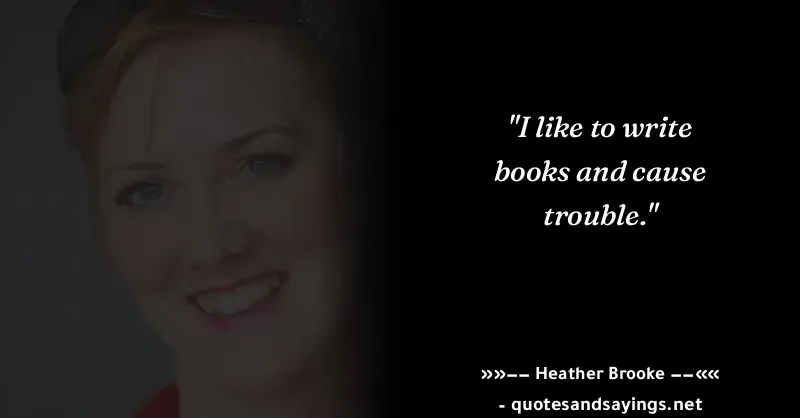 "I like to write
books and cause
trouble."
»»–– Heather Brooke ––««
- quotesandsayings.net